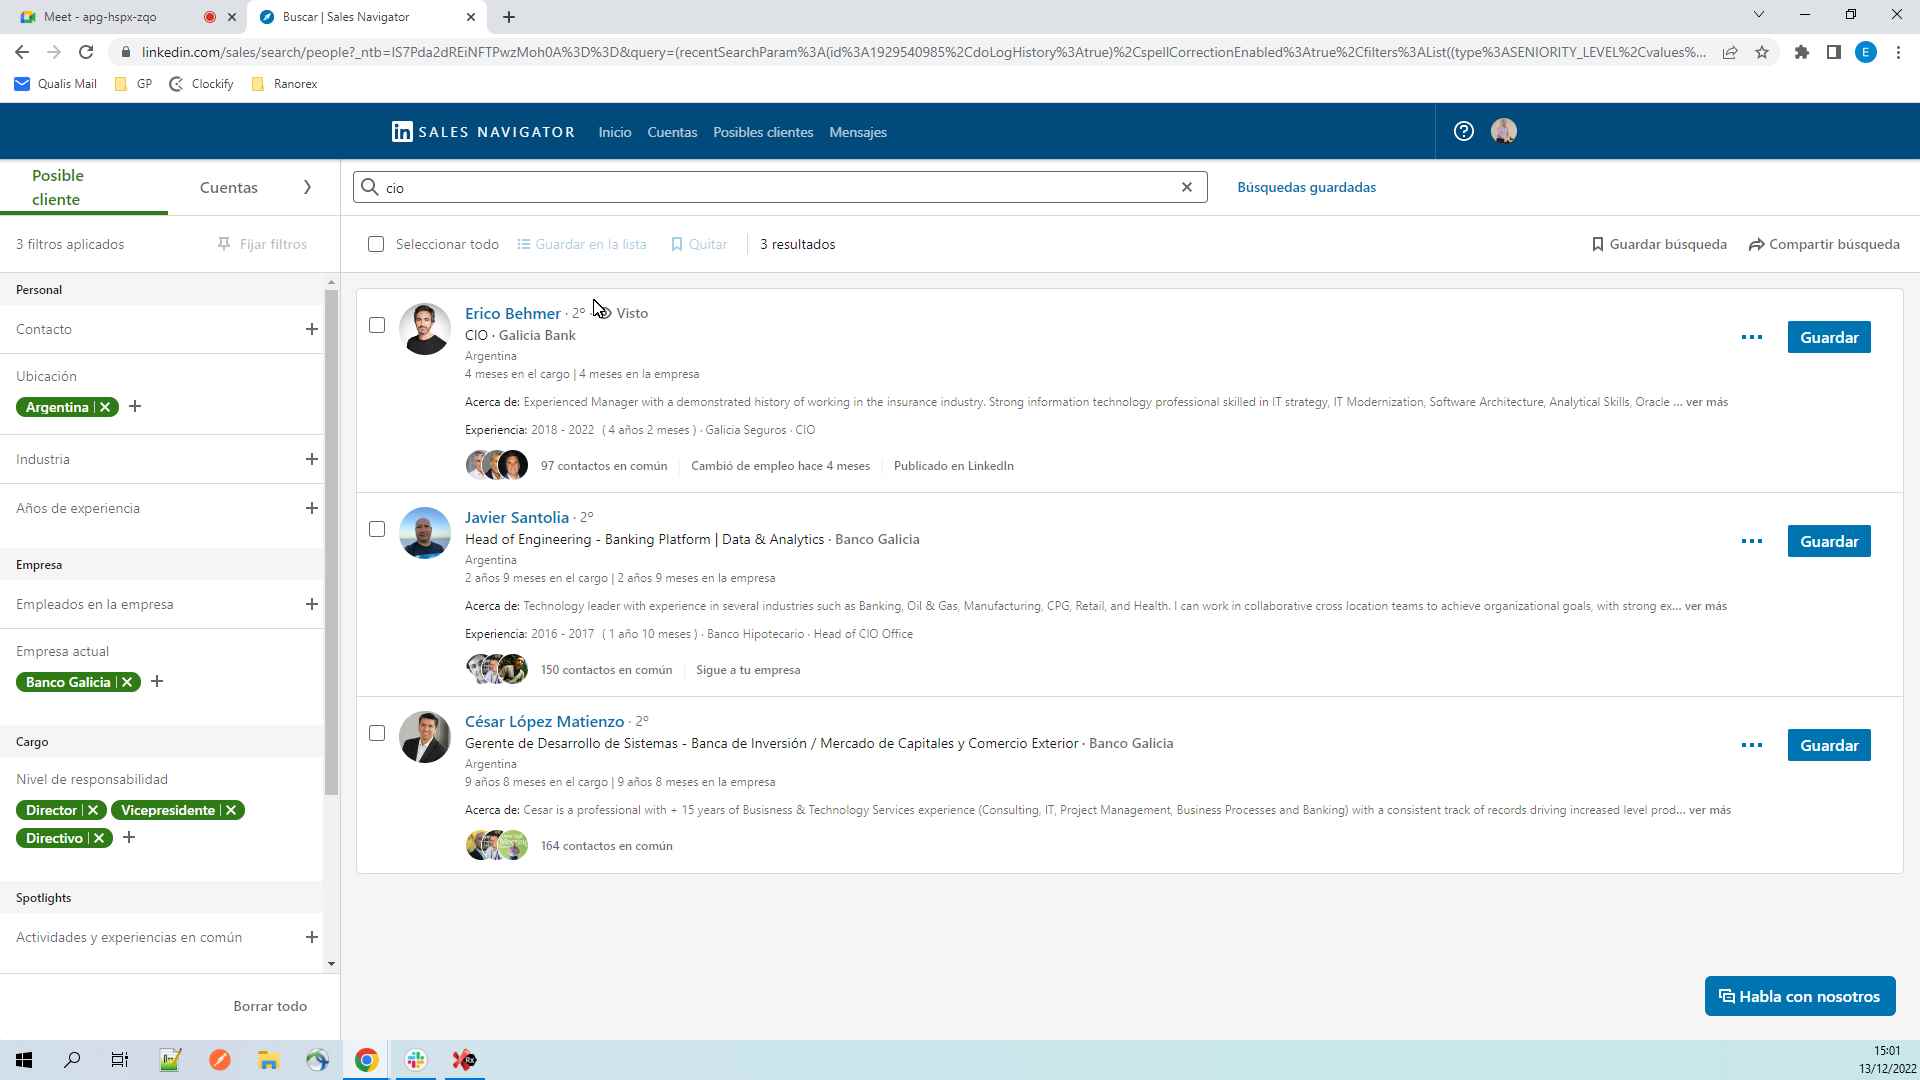 Meet - apg-hspx-zqo
Buscar | Sales Navigator
linkedin.com/sales/search/people?_ntb=IS7Pda2dREiNFTPwzMoh0A%3D%3D&query=(recentSearchParam%3A(id%3A1929540985%2CdoLogHistory%3Atrue)%2CspellCorrectionEnabled%3Atrue%2Cfilters%3AList((type%3ASENIORITY_LEVEL%2Cvalues%...
E
Qualis Mail
GP
Clockify
Ranorex
in SALES NAVIGATOR
Inicio
Cuentas
Posibles clientes
Mensajes
Posible
cliente
Cuentas
cio
Búsquedas guardadas
3 filtros aplicados
Fijar filtros
Seleccionar todo
Guardar en la lista
Quitar
3 resultados
Guardar búsqueda
Compartir búsqueda
Personal
Contacto
Ubicación
Argentina
Industria
Años de experiencia
Empresa
Empleados en la empresa
Empresa actual
Banco Galicia
Cargo
Nivel de responsabilidad
Director
Vicepresidente
Directivo
Spotlights
Actividades y experiencias en común
Borrar todo
Erico Behmer · 2º · Visto
CIO · Galicia Bank
Argentina
4 meses en el cargo | 4 meses en la empresa
Acerca de: Experienced Manager with a demonstrated history of working in the insurance industry. Strong information technology professional skilled in IT strategy, IT Modernization, Software Architecture, Analytical Skills, Oracle ... ver más
Experiencia: 2018 - 2022 ( 4 años 2 meses ) · Galicia Seguros · CIO
97 contactos en común
Cambió de empleo hace 4 meses
Publicado en LinkedIn
Guardar
Javier Santolia · 2º
Head of Engineering - Banking Platform | Data & Analytics · Banco Galicia
Argentina
2 años 9 meses en el cargo | 2 años 9 meses en la empresa
Acerca de: Technology leader with experience in several industries such as Banking, Oil & Gas, Manufacturing, CPG, Retail, and Health. I can work in collaborative cross location teams to achieve organizational goals, with strong ex... ver más
Experiencia: 2016 - 2017 ( 1 año 10 meses ) · Banco Hipotecario · Head of CIO Office
150 contactos en común
Sigue a tu empresa
Guardar
César López Matienzo · 2º
Gerente de Desarrollo de Sistemas - Banca de Inversión / Mercado de Capitales y Comercio Exterior · Banco Galicia
Argentina
9 años 8 meses en el cargo | 9 años 8 meses en la empresa
Acerca de: Cesar is a professional with + 15 years of Business & Technology Services experience (Consulting, IT, Project Management, Business Processes and Banking) with a consistent track of records driving increased level prod... ver más
164 contactos en común
Guardar
Habla con nosotros
15:01
13/12/2022